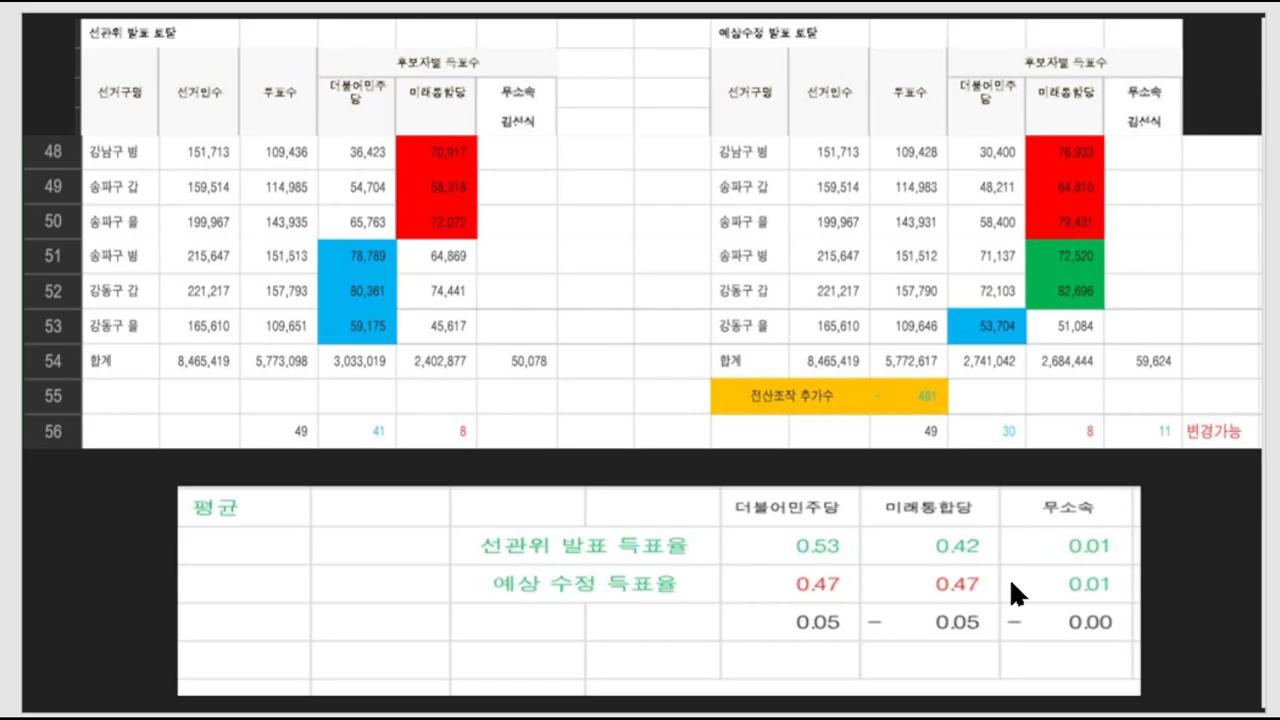 선관위 발표 토탈 예상수정 발표 토탈
후보자별 득표수 후보자별 득표수
선거구명 선거인수 투표수 더불어민주당 미래통합당 무소속 선거구명 선거인수 투표수 더불어민주당 미래통합당 무소속
김선식 김선식
48 강남구 병 151,713 109,436 36,423 70,917 강남구 병 151,713 109,428 30,400 76,933
49 송파구 갑 159,514 114,985 54,704 58,318 송파구 갑 159,514 114,983 48,211 64,810
50 송파구 을 199,967 143,935 65,763 72,072 송파구 을 199,967 143,931 58,400 79,431
51 송파구 병 215,647 151,513 78,789 64,869 송파구 병 215,647 151,512 71,137 72,520
52 강동구 갑 221,217 157,793 80,361 74,441 강동구 갑 221,217 157,790 72,103 82,696
53 강동구 을 165,610 109,651 59,175 45,617 강동구 을 165,610 109,646 53,704 51,084
54 합계 8,465,419 5,773,098 3,033,019 2,402,877 50,078 합계 8,465,419 5,772,617 2,741,042 2,684,444 59,624
55 전산조작 추가수 - 481
56 49 41 8 49 30 8 11 변경가능
평균 더불어민주당 미래통합당 무소속
선관위 발표 득표율 0.53 0.42 0.01
예상 수정 득표율 0.47 0.47 0.01
0.05 - 0.05 - 0.00